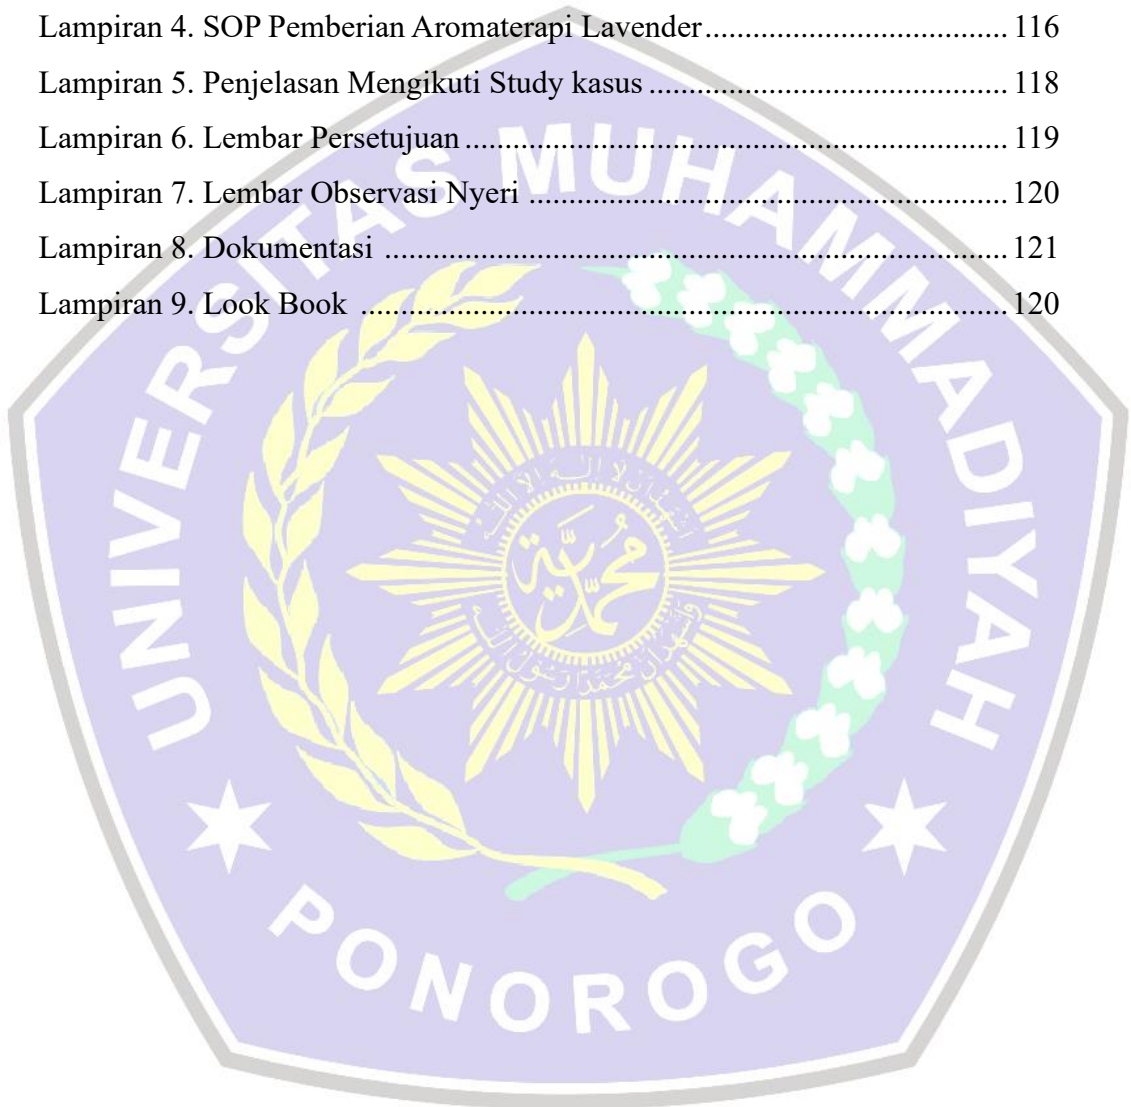 Lampiran 4. SOP Pemberian Aromaterapi Lavender................................. 116
Lampiran 5. Penjelasan Mengikuti Study kasus ....................................... 118
Lampiran 6. Lembar Persetujuan............................................................ 119
Lampiran 7. Lembar Observasi Nyeri .................................................... 120
Lampiran 8. Dokumentasi .................................................................... 121
Lampiran 9. Look Book ....................................................................... 120
UNIVERSITAS MUHAMMADIYAH
PONOROGO